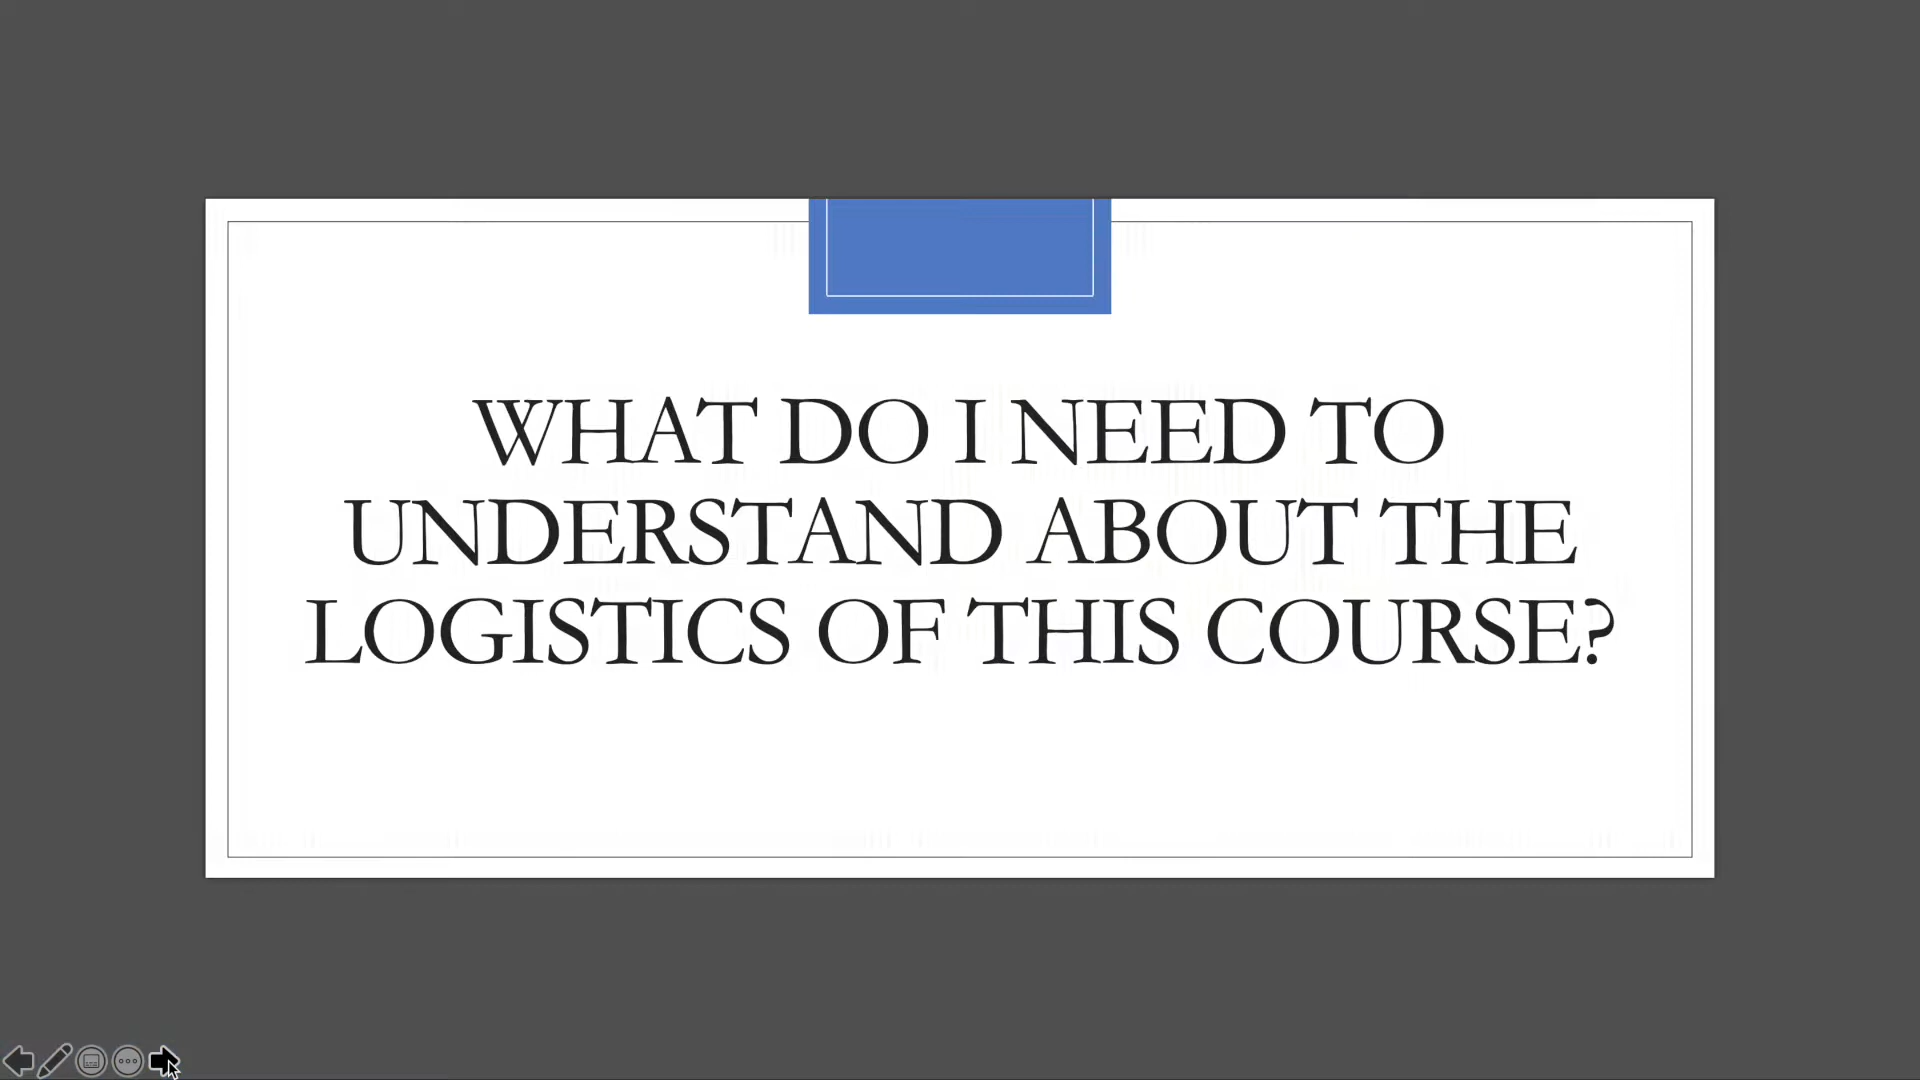 WHAT DO I NEED TO
UNDERSTAND ABOUT THE
LOGISTICS OF THIS COURSE?